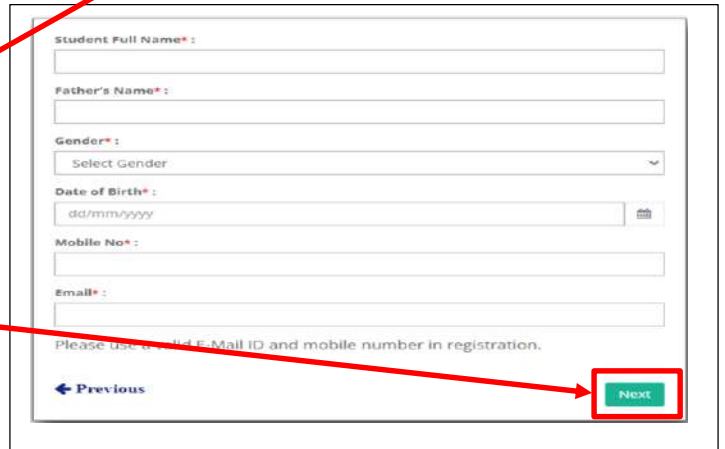 Student Full Name* :
Father's Name* :
Gender* :
Select Gender
Date of Birth* :
dd/mm/yyyy
Mobile No* :
Email* :
Please use a valid E-Mail ID and mobile number in registration.
Previous
Next